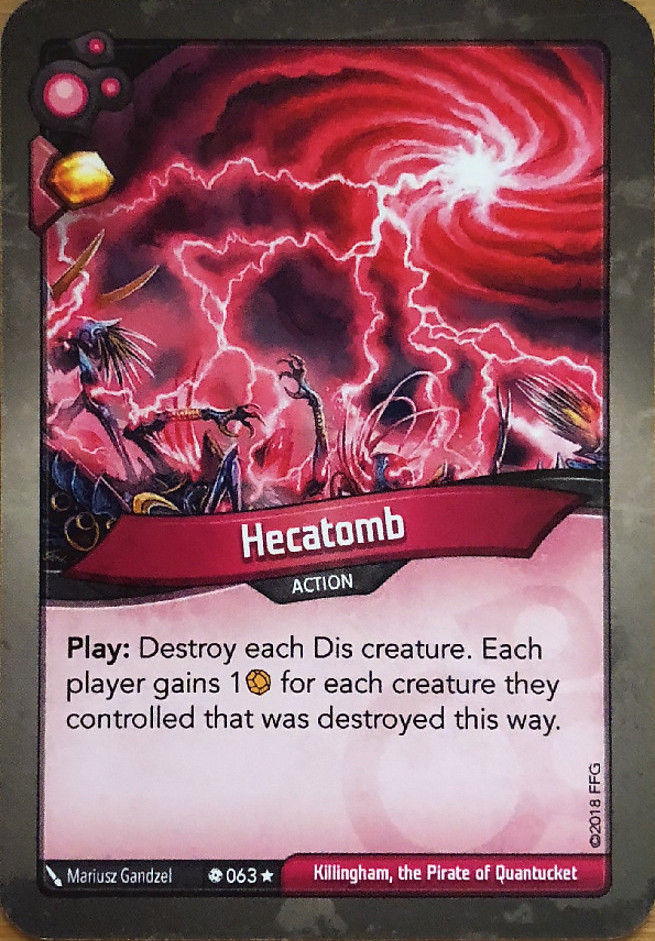 Hecatomb
ACTION
Play: Destroy each Dis creature. Each
player gains 1 for each creature they
controlled that was destroyed this way.
©2018 FFG
Mariusz Gandzel
063
Killingham, the Pirate of Quantucket